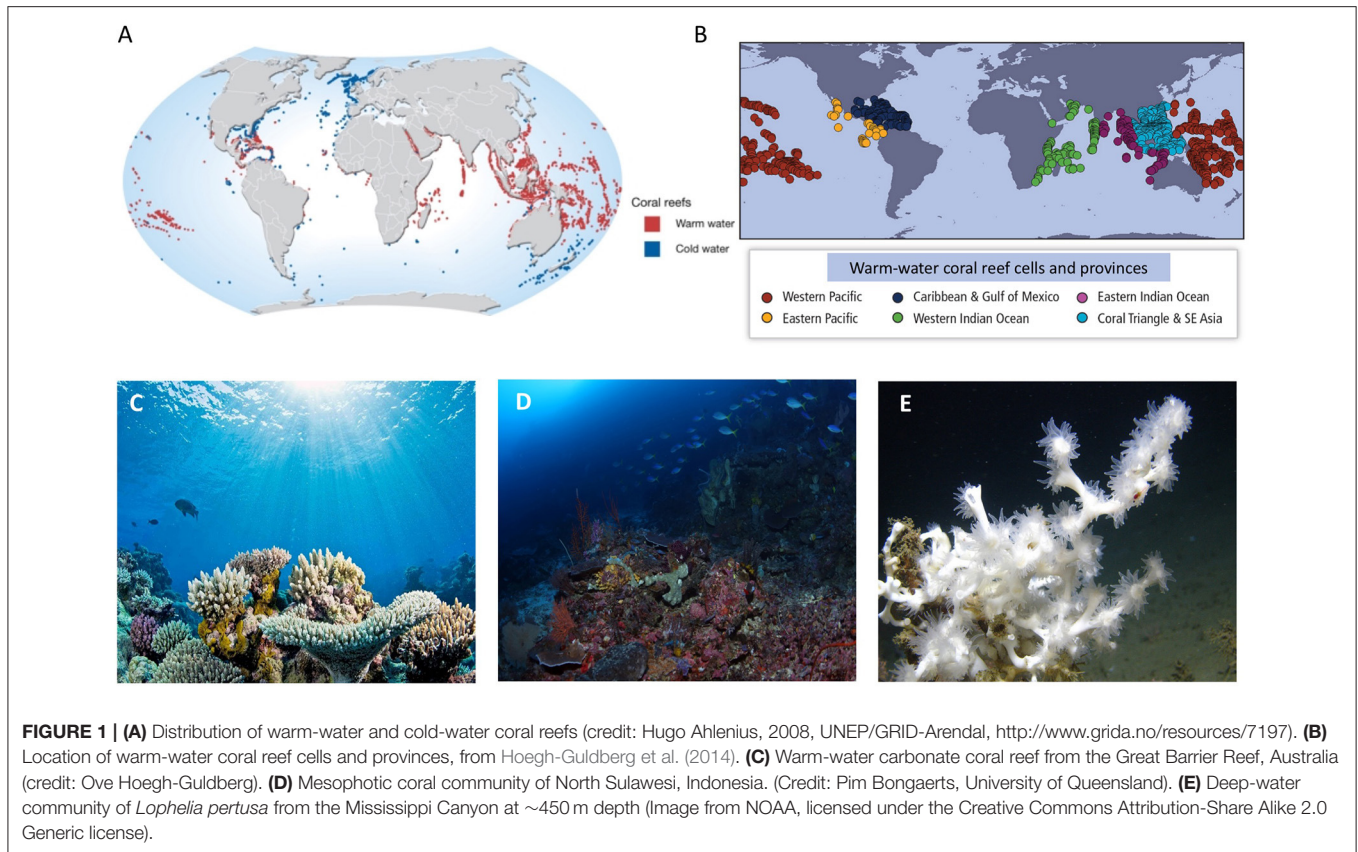 A
B
Coral reefs
Warm water
Cold water
Warm-water coral reef cells and provinces
Western Pacific
Caribbean & Gulf of Mexico
Eastern Indian Ocean
Eastern Pacific
Western Indian Ocean
Coral Triangle & SE Asia
C
D
E
FIGURE 1 | (A) Distribution of warm-water and cold-water coral reefs (credit: Hugo Ahlenius, 2008, UNEP/GRID-Arendal, http://www.grida.no/resources/7197). (B)
Location of warm-water coral reef cells and provinces, from Hoegh-Guldberg et al. (2014). (C) Warm-water carbonate coral reef from the Great Barrier Reef, Australia
(credit: Ove Hoegh-Guldberg). (D) Mesophotic coral community of North Sulawesi, Indonesia. (Credit: Pim Bongaerts, University of Queensland). (E) Deep-water
community of Lophelia pertusa from the Mississippi Canyon at ~450 m depth (Image from NOAA, licensed under the Creative Commons Attribution-Share Alike 2.0
Generic license).